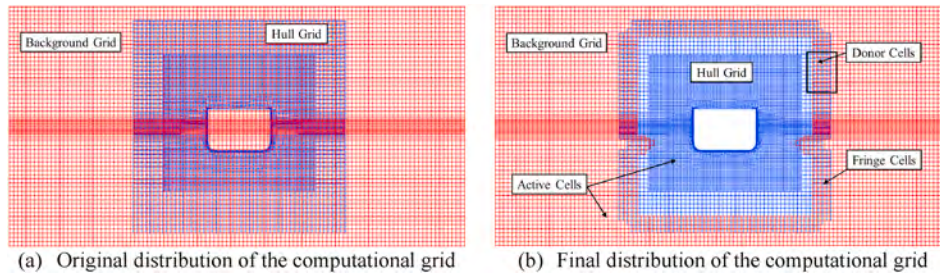 Background Grid
Hull Grid
Background Grid
Donor Cells
Hull Grid
Active Cells
Fringe Cells
(a) Original distribution of the computational grid
(b) Final distribution of the computational grid